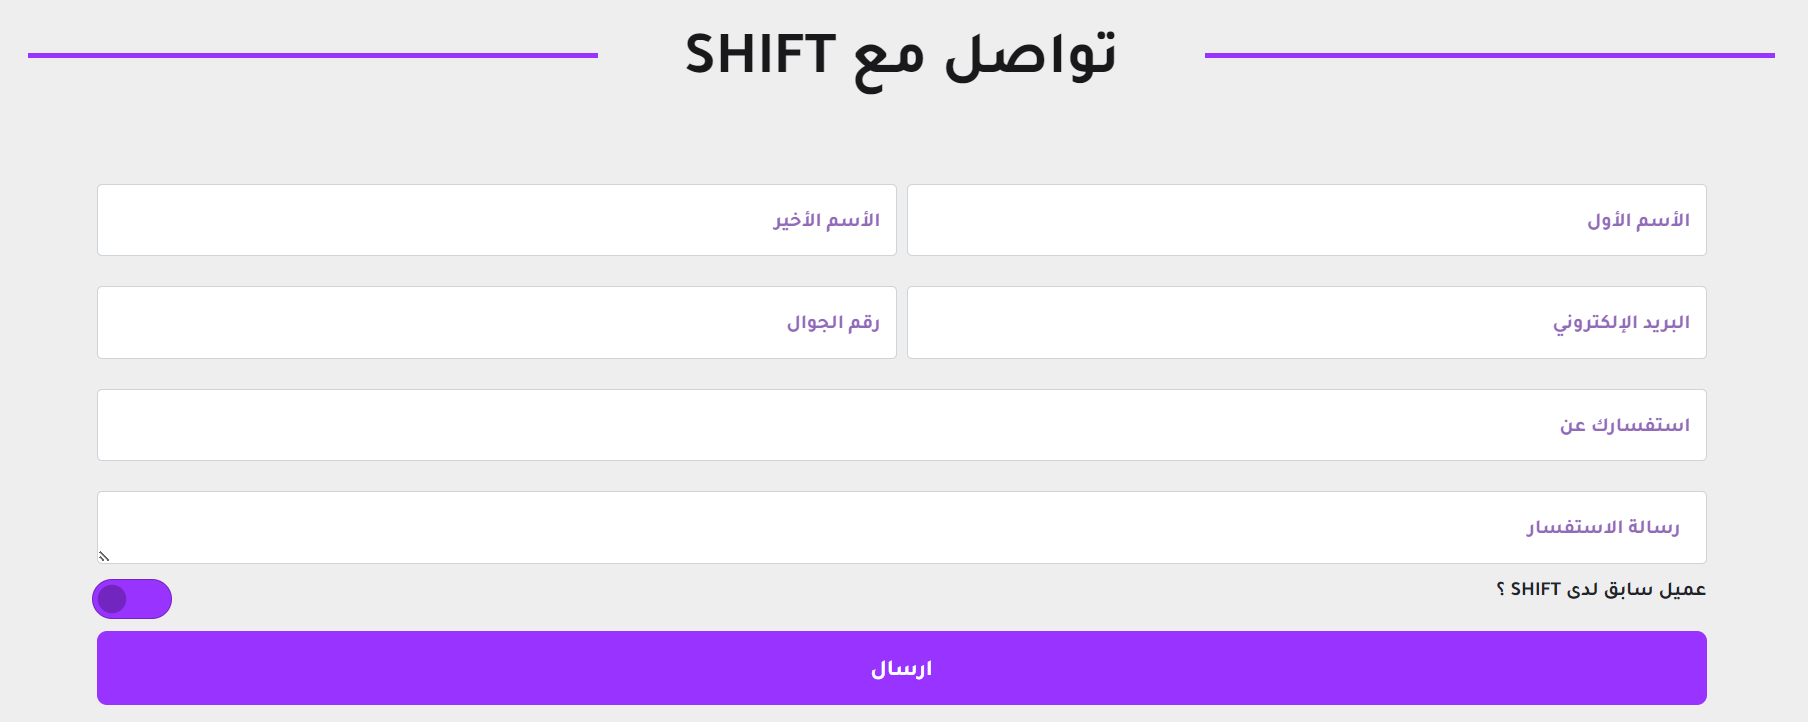 تواصل مع SHIFT
الأسم الأول
الأسم الأخير
البريد الإلكتروني
رقم الجوال
استفسارك عن
رسالة الاستفسار
عميل سابق لدى SHIFT ؟
ارسال